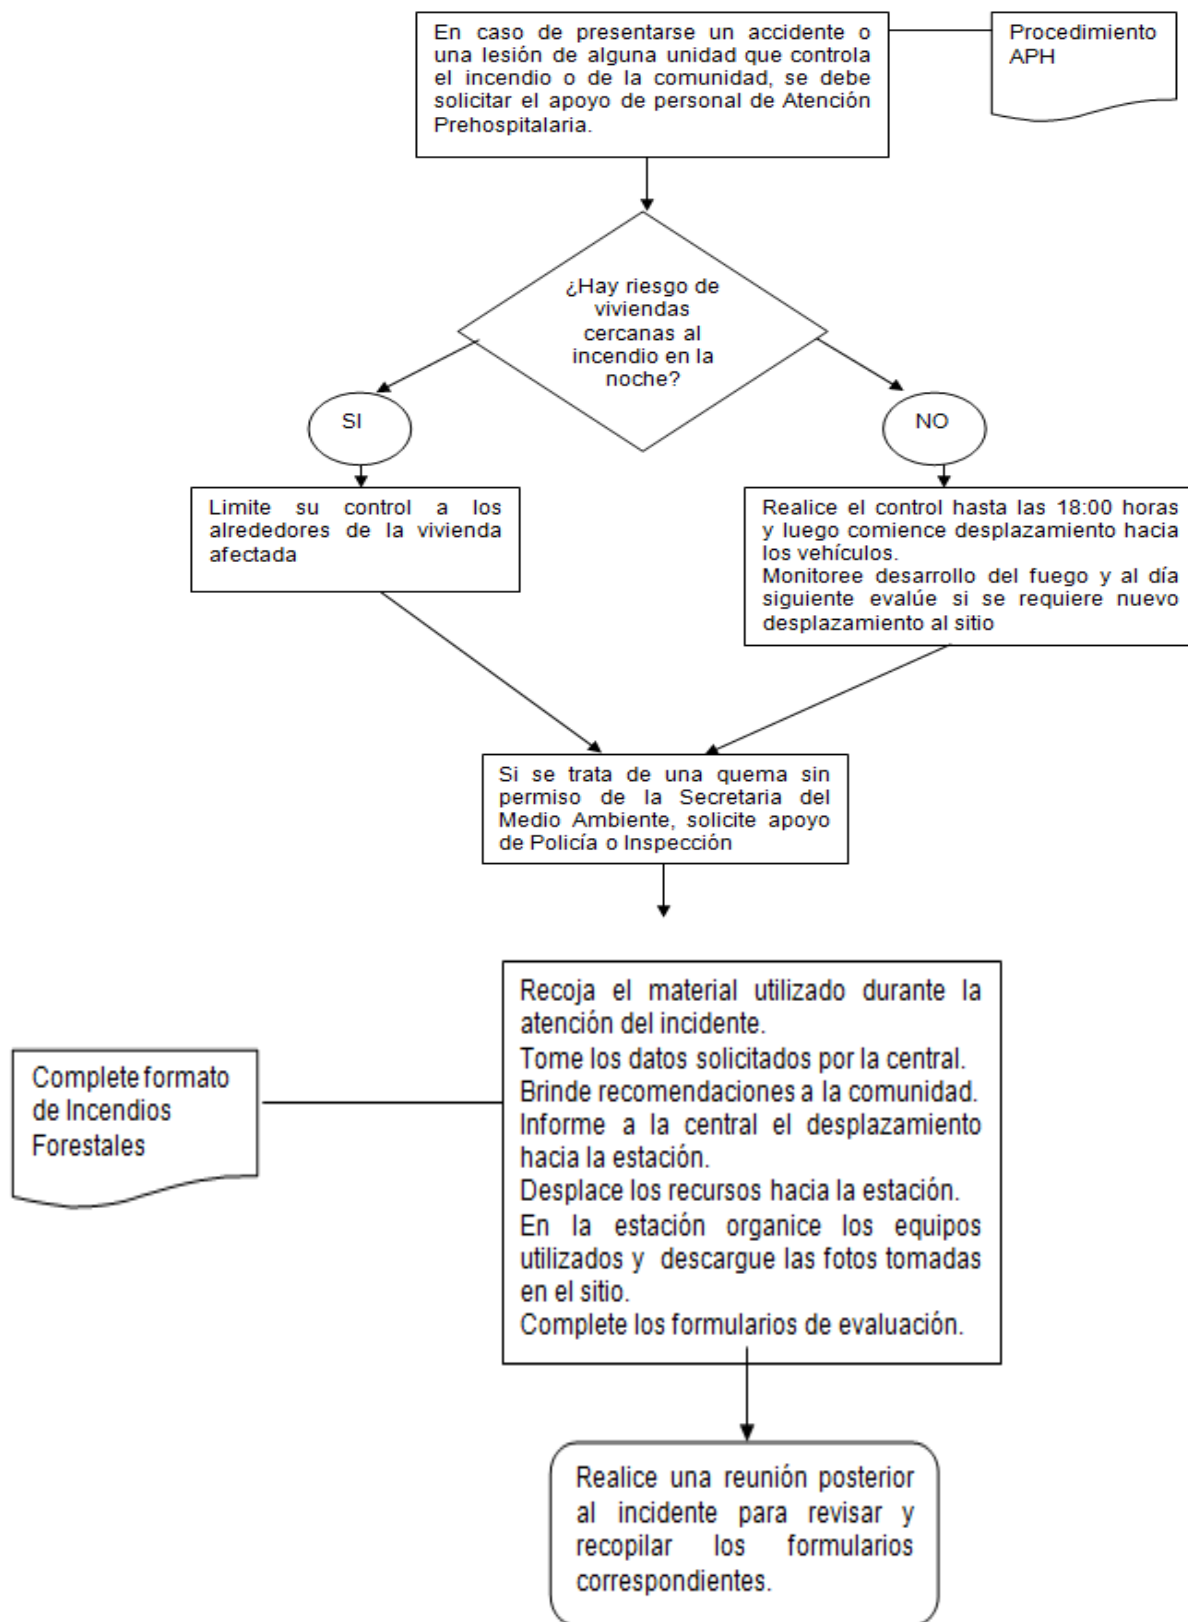 En caso de presentarse un accidente o
una lesión de alguna unidad que controla
el incendio o de la comunidad, se debe
solicitar el apoyo de personal de Atención
Prehospitalaria.
Procedimiento
APH
¿Hay riesgo de
viviendas
cercanas al
incendio en la
noche?
SI
NO
Limite su control a los
alrededores de la vivienda
afectada
Realice el control hasta las 18:00 horas
y luego comience desplazamiento hacia
los vehículos.
Monitoree desarrollo del fuego y al día
siguiente evalúe si se requiere nuevo
desplazamiento al sitio
Si se trata de una quema sin
permiso de la Secretaria del
Medio Ambiente, solicite apoyo
de Policía o Inspección
Recoja el material utilizado durante la
atención del incidente.
Tome los datos solicitados por la central.
Brinde recomendaciones a la comunidad.
Informe a la central el desplazamiento
hacia la estación.
Desplace los recursos hacia la estación.
En la estación organice los equipos
utilizados y descargue las fotos tomadas
en el sitio.
Complete los formularios de evaluación.
Complete formato
de Incendios
Forestales
Realice una reunión posterior
al incidente para revisar y
recopilar los formularios
correspondientes.